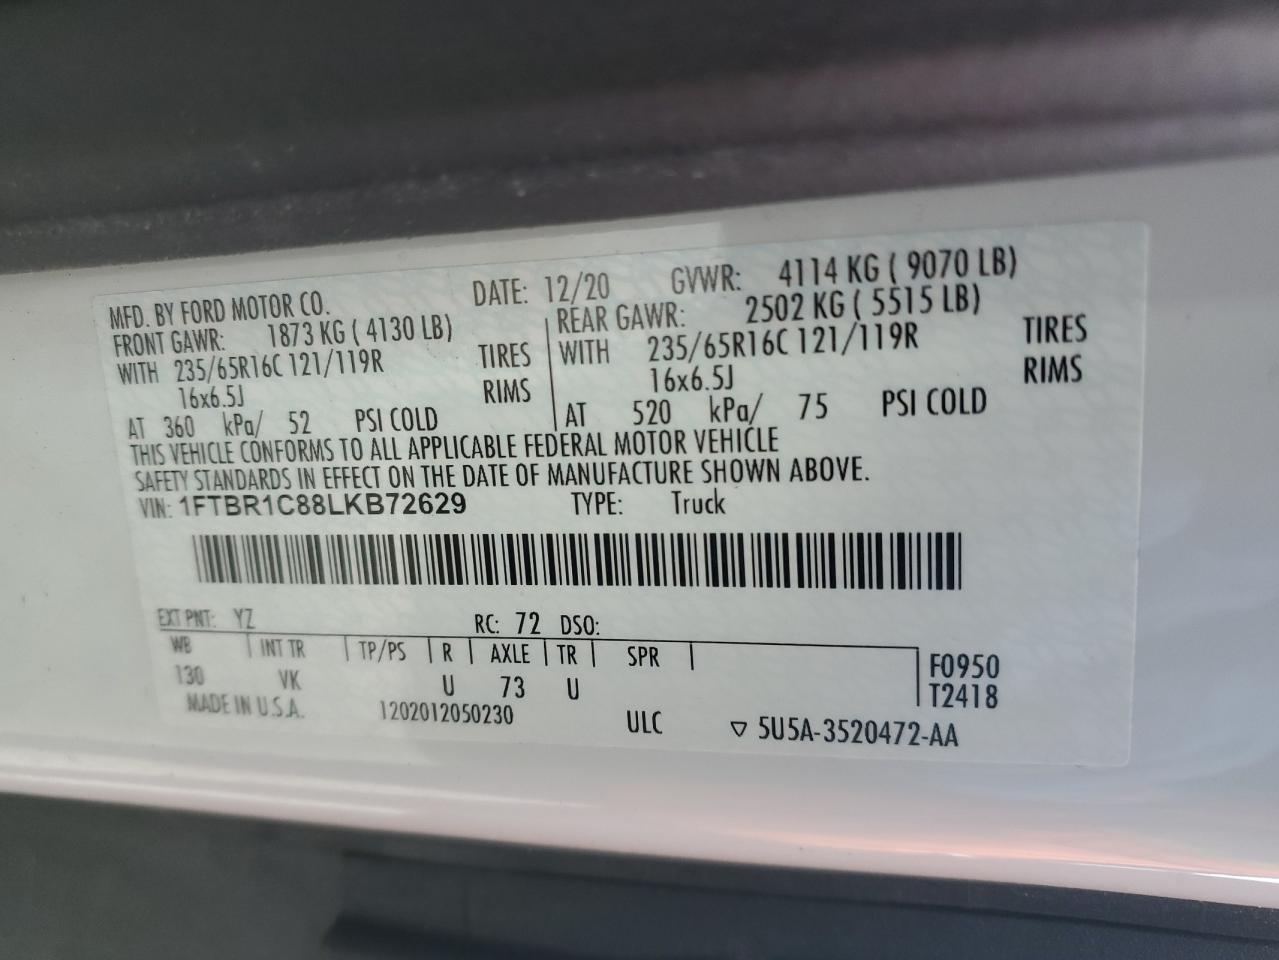 MFD. BY FORD MOTOR CO. DATE: 12/20 GVWR: 4114 KG ( 9070 LB)
FRONT GAWR: 1873 KG ( 4130 LB) REAR GAWR: 2502 KG ( 5515 LB)
WITH 235/65R16C 121/119R TIRES WITH 235/65R16C 121/119R TIRES
16x6.5J RIMS 16x6.5J RIMS
AT 360 kPa/ 52 PSI COLD AT 520 kPa/ 75 PSI COLD
THIS VEHICLE CONFORMS TO ALL APPLICABLE FEDERAL MOTOR VEHICLE
SAFETY STANDARDS IN EFFECT ON THE DATE OF MANUFACTURE SHOWN ABOVE.
VIN: 1FTBR1C88LKB72629 TYPE: Truck
EXT PNT: YZ RC: 72 DSO:
WB INT TR TP/PS R AXLE TR SPR F0950
130 VK U 73 U T2418
MADE IN U.S.A. 1202012050230 ULC ▽ 5U5A-3520472-AA